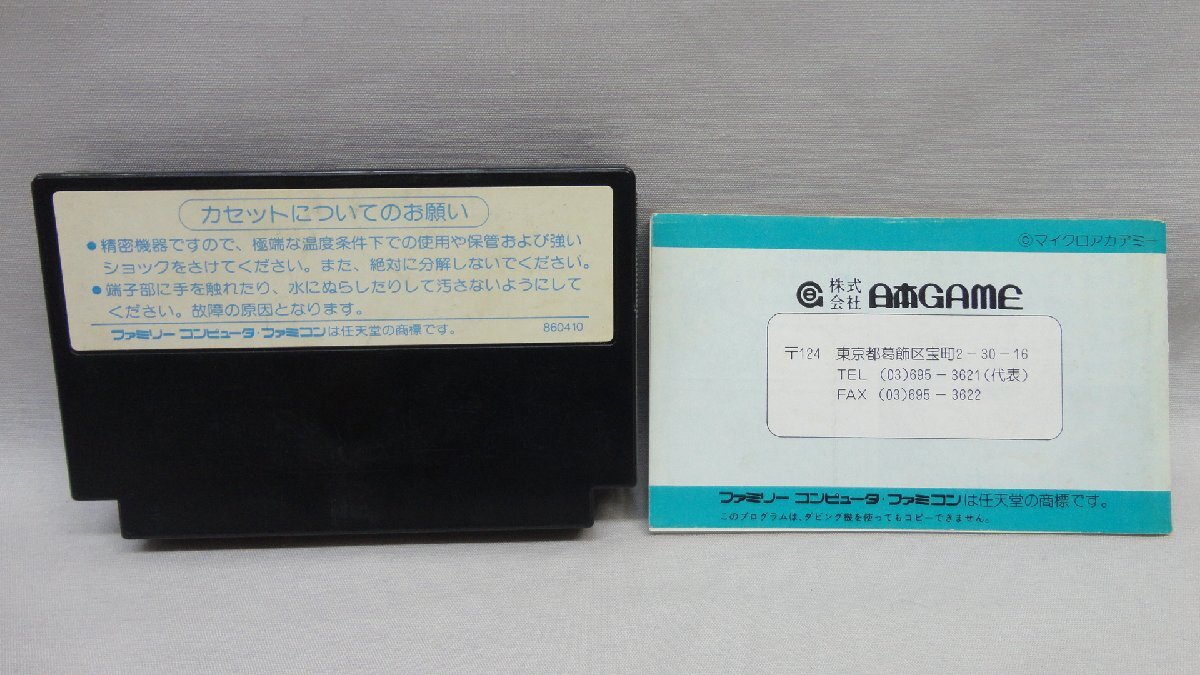 カセットについてのお願い
●精密機器ですので、極端な温度条件下での使用や保管および強い
ショックをさけてください。また、絶対に分解しないでください。
●端子部に手を触れたり、水にぬらしたりして汚さないようにして
ください。故障の原因となります。
ファミリーコンピュータ・ファミコンは任天堂の商標です。 860410
©マイクロアカデミー
株式会社 日本GAME
〒124 東京都葛飾区宝町2-30-16
TEL (03)695-3621(代表)
FAX (03)695-3622
ファミリーコンピュータ・ファミコンは任天堂の商標です。
このプログラムは、ダビング機を使ってもコピーできません。